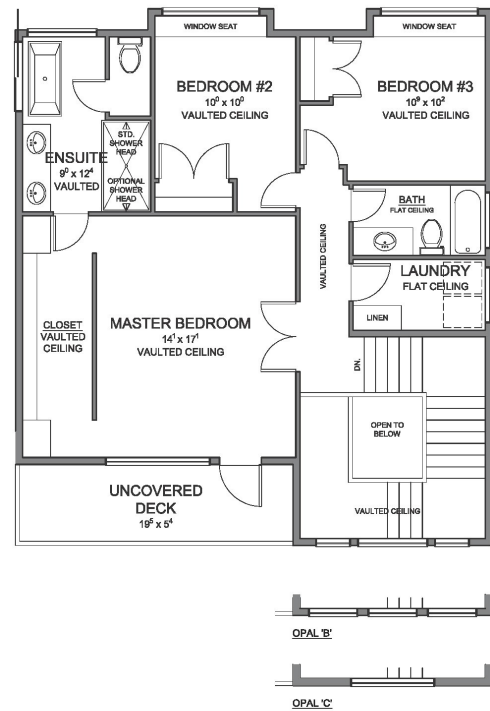 WINDOW SEAT
WINDOW SEAT
BEDROOM #2
10⁰ x 10⁰
VAULTED CEILING
BEDROOM #3
10⁹ x 10²
VAULTED CEILING
STD.
SHOWER
HEAD
ENSUITE
9⁰ x 12⁴
VAULTED
OPTIONAL
SHOWER
HEAD
BATH
FLAT CEILING
VAULTED CEILING
LAUNDRY
FLAT CEILING
LINEN
CLOSET
VAULTED
CEILING
MASTER BEDROOM
14¹ x 17¹
VAULTED CEILING
DN.
OPEN TO
BELOW
UNCOVERED
DECK
19⁵ x 5⁴
VAULTED CEILING
OPAL 'B'
OPAL 'C'